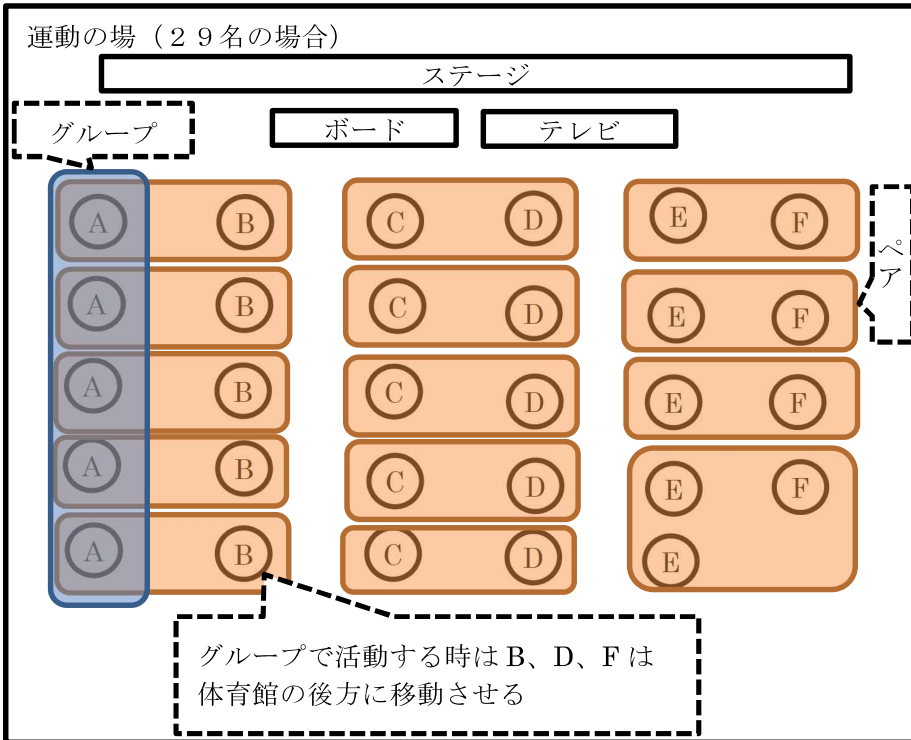 運動の場（２９名の場合）
ステージ
グループ
ボード
テレビ
A B C D E F
ペア
A B C D E F
A B C D E F
A B C D E F
A B C D E
グループで活動する時は B、D、F は
体育館の後方に移動させる